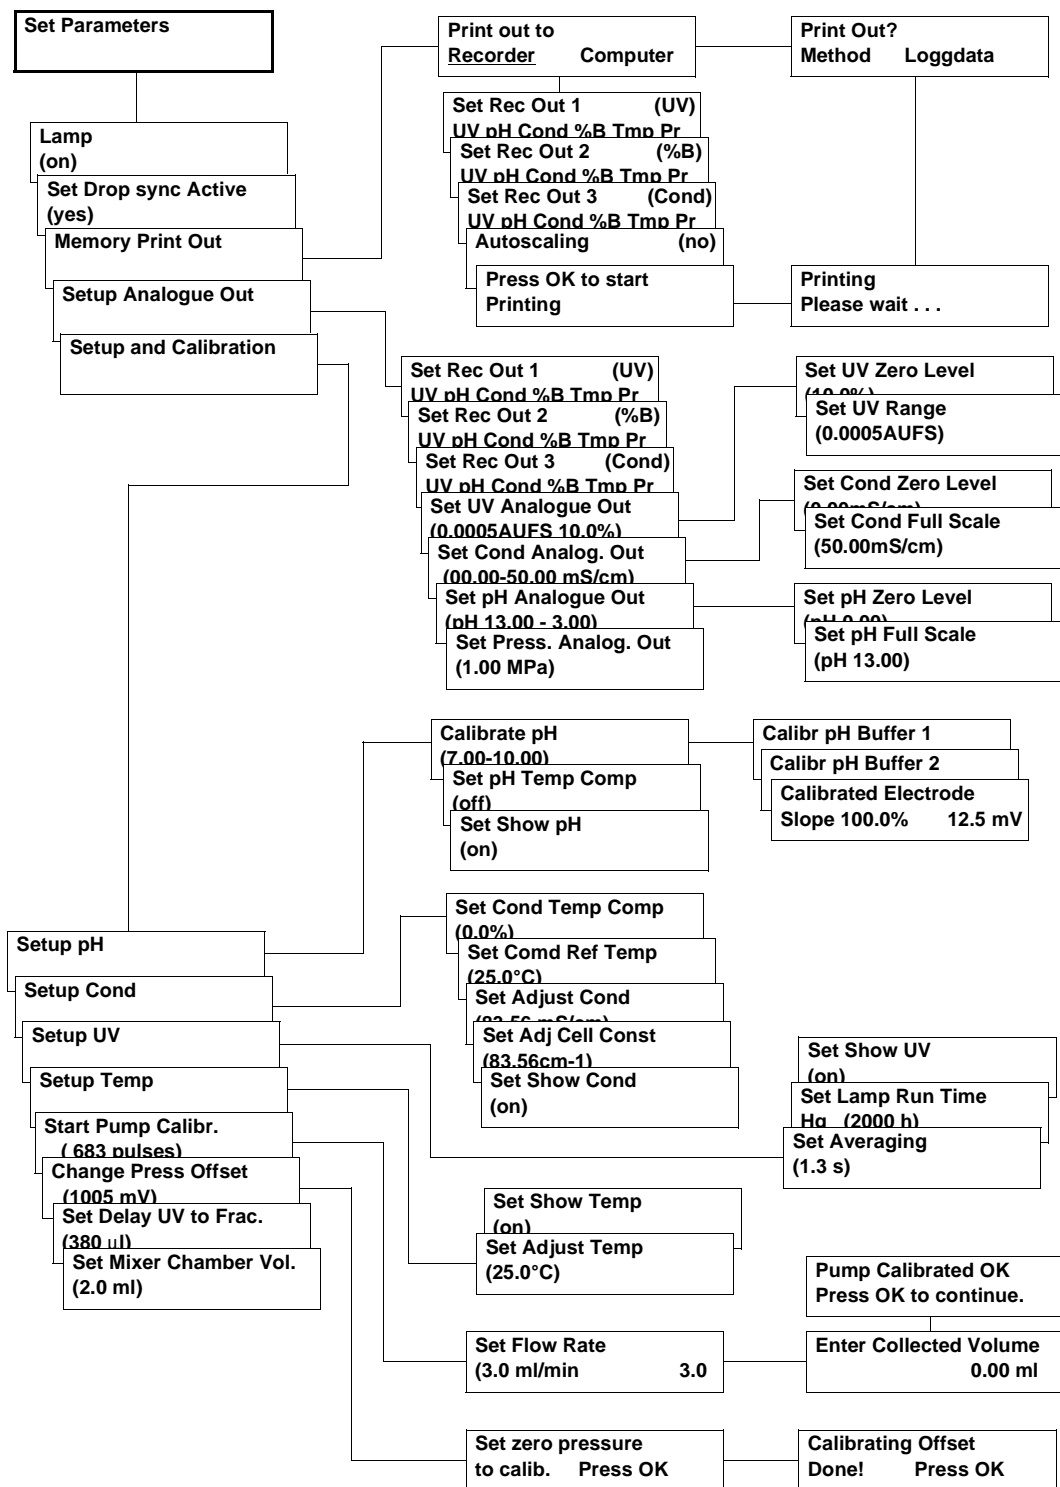 Set Parameters
Lamp
(on)
Set Drop sync Active
(yes)
Memory Print Out
Setup Analogue Out
Setup and Calibration
Print out to
Recorder Computer
Print Out?
Method Loggdata
Set Rec Out 1 (UV)
UV pH Cond %B Tmp Pr
Set Rec Out 2 (%B)
UV pH Cond %B Tmp Pr
Set Rec Out 3 (Cond)
UV pH Cond %B Tmp Pr
Autoscaling (no)
Press OK to start
Printing
Printing
Please wait . . .
Set Rec Out 1 (UV)
UV pH Cond %B Tmp Pr
Set Rec Out 2 (%B)
UV pH Cond %B Tmp Pr
Set Rec Out 3 (Cond)
UV pH Cond %B Tmp Pr
Set UV Analogue Out
(0.0005AUFS 10.0%)
Set Cond Analog. Out
(00.00-50.00 mS/cm)
Set pH Analogue Out
(pH 13.00 - 3.00)
Set Press. Analog. Out
(1.00 MPa)
Set UV Zero Level
(10.0%)
Set UV Range
(0.0005AUFS)
Set Cond Zero Level
(0.00mS/cm)
Set Cond Full Scale
(50.00mS/cm)
Set pH Zero Level
(pH 0.00)
Set pH Full Scale
(pH 13.00)
Calibrate pH
(7.00-10.00)
Set pH Temp Comp
(off)
Set Show pH
(on)
Calibr pH Buffer 1
Calibr pH Buffer 2
Calibrated Electrode
Slope 100.0% 12.5 mV
Setup pH
Setup Cond
Setup UV
Setup Temp
Start Pump Calibr.
( 683 pulses)
Change Press Offset
(1005 mV)
Set Delay UV to Frac.
(380 µl)
Set Mixer Chamber Vol.
(2.0 ml)
Set Cond Temp Comp
(0.0%)
Set Comd Ref Temp
(25.0°C)
Set Adjust Cond
(83.56 mS/cm)
Set Adj Cell Const
(83.56cm-1)
Set Show Cond
(on)
Set Show UV
(on)
Set Lamp Run Time
Hg (2000 h)
Set Averaging
(1.3 s)
Set Show Temp
(on)
Set Adjust Temp
(25.0°C)
Pump Calibrated OK
Press OK to continue.
Set Flow Rate
(3.0 ml/min 3.0
Enter Collected Volume
0.00 ml
Set zero pressure
to calib. Press OK
Calibrating Offset
Done! Press OK